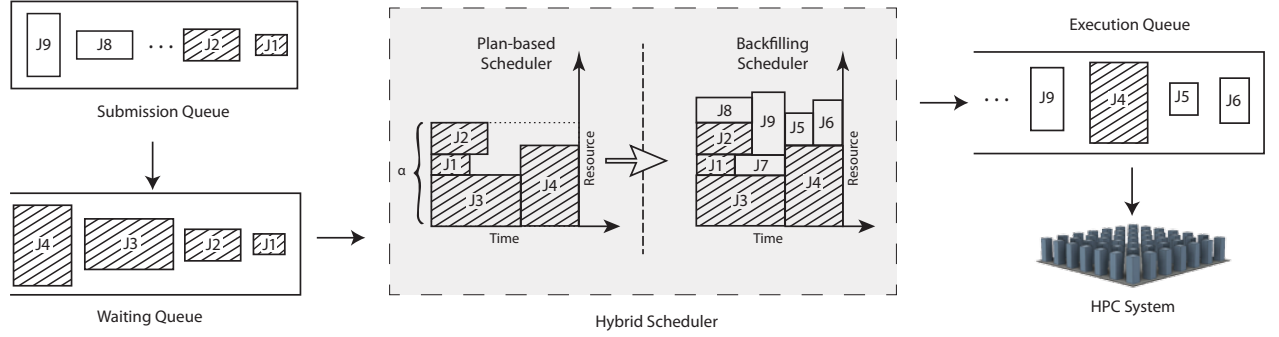 J9
J8
...
J2
J1
Submission Queue
J4
J3
J2
J1
Waiting Queue
Plan-based
Scheduler
α
J2
J1
J3
J4
Resource
Time
Backfilling
Scheduler
J8
J9
J2
J5
J6
J1
J7
J3
J4
Resource
Time
Hybrid Scheduler
Execution Queue
...
J9
J4
J5
J6
HPC System